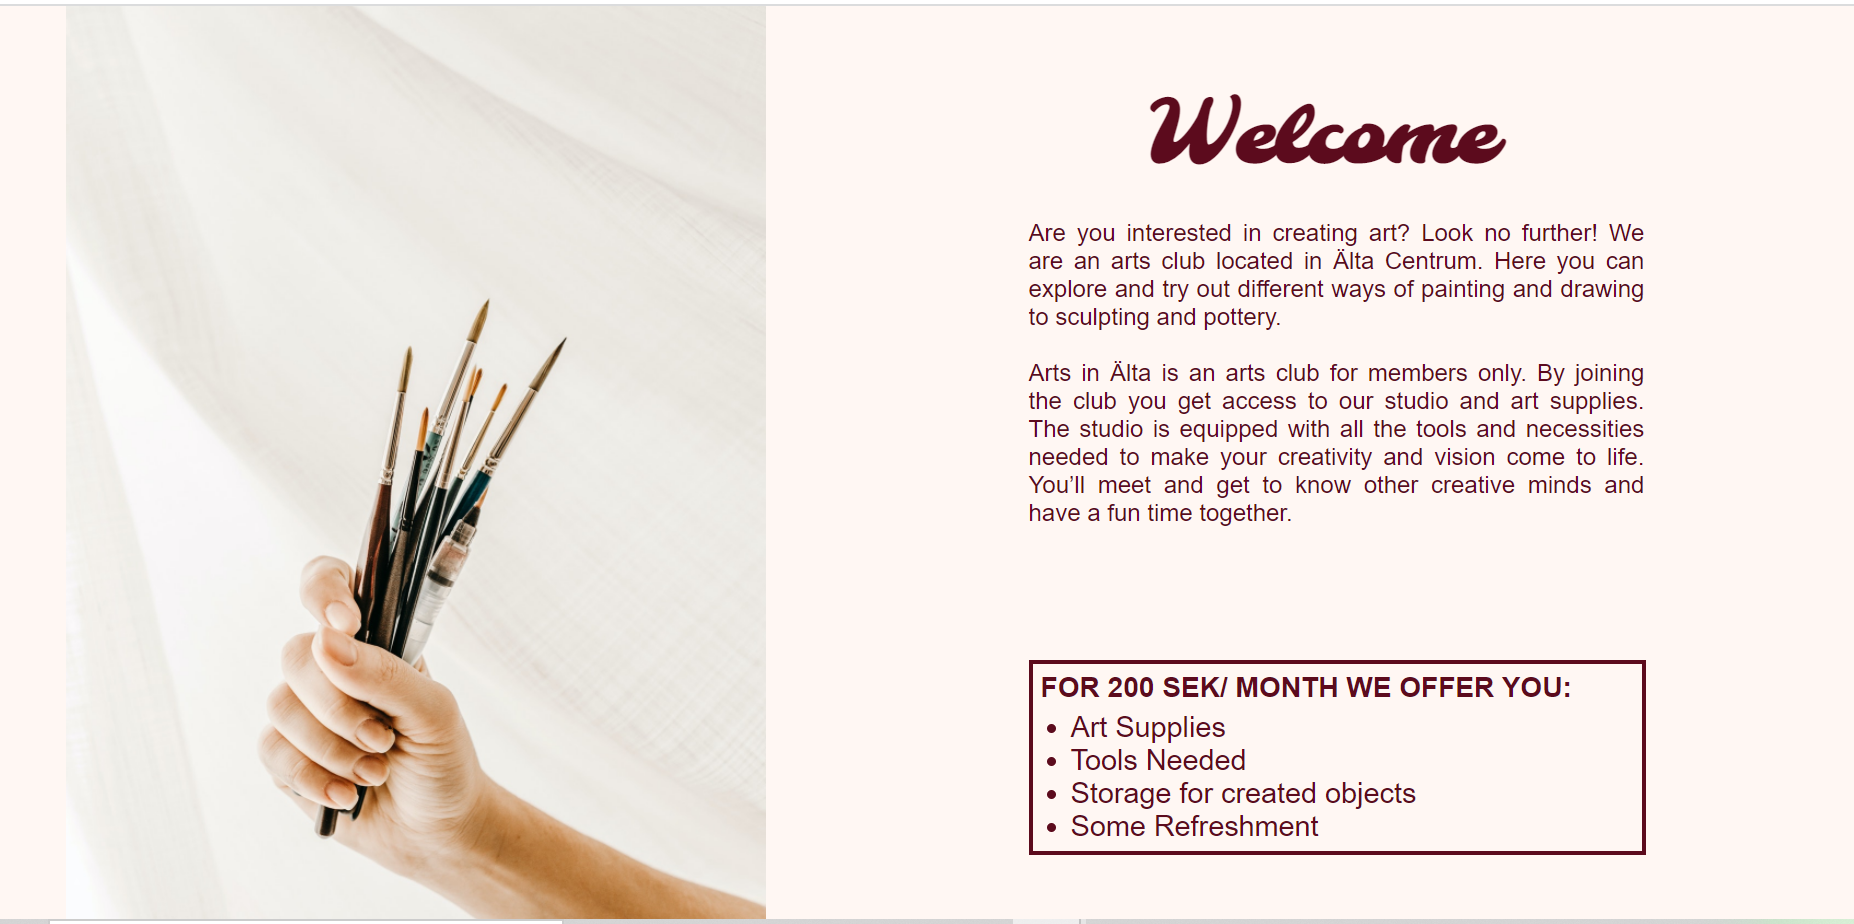 Welcome
Are you interested in creating art? Look no further! We
are an arts club located in Älta Centrum. Here you can
explore and try out different ways of painting and drawing
to sculpting and pottery.
Arts in Älta is an arts club for members only. By joining
the club you get access to our studio and art supplies.
The studio is equipped with all the tools and necessities
needed to make your creativity and vision come to life.
You’ll meet and get to know other creative minds and
have a fun time together.
FOR 200 SEK/ MONTH WE OFFER YOU:
• Art Supplies
• Tools Needed
• Storage for created objects
• Some Refreshment